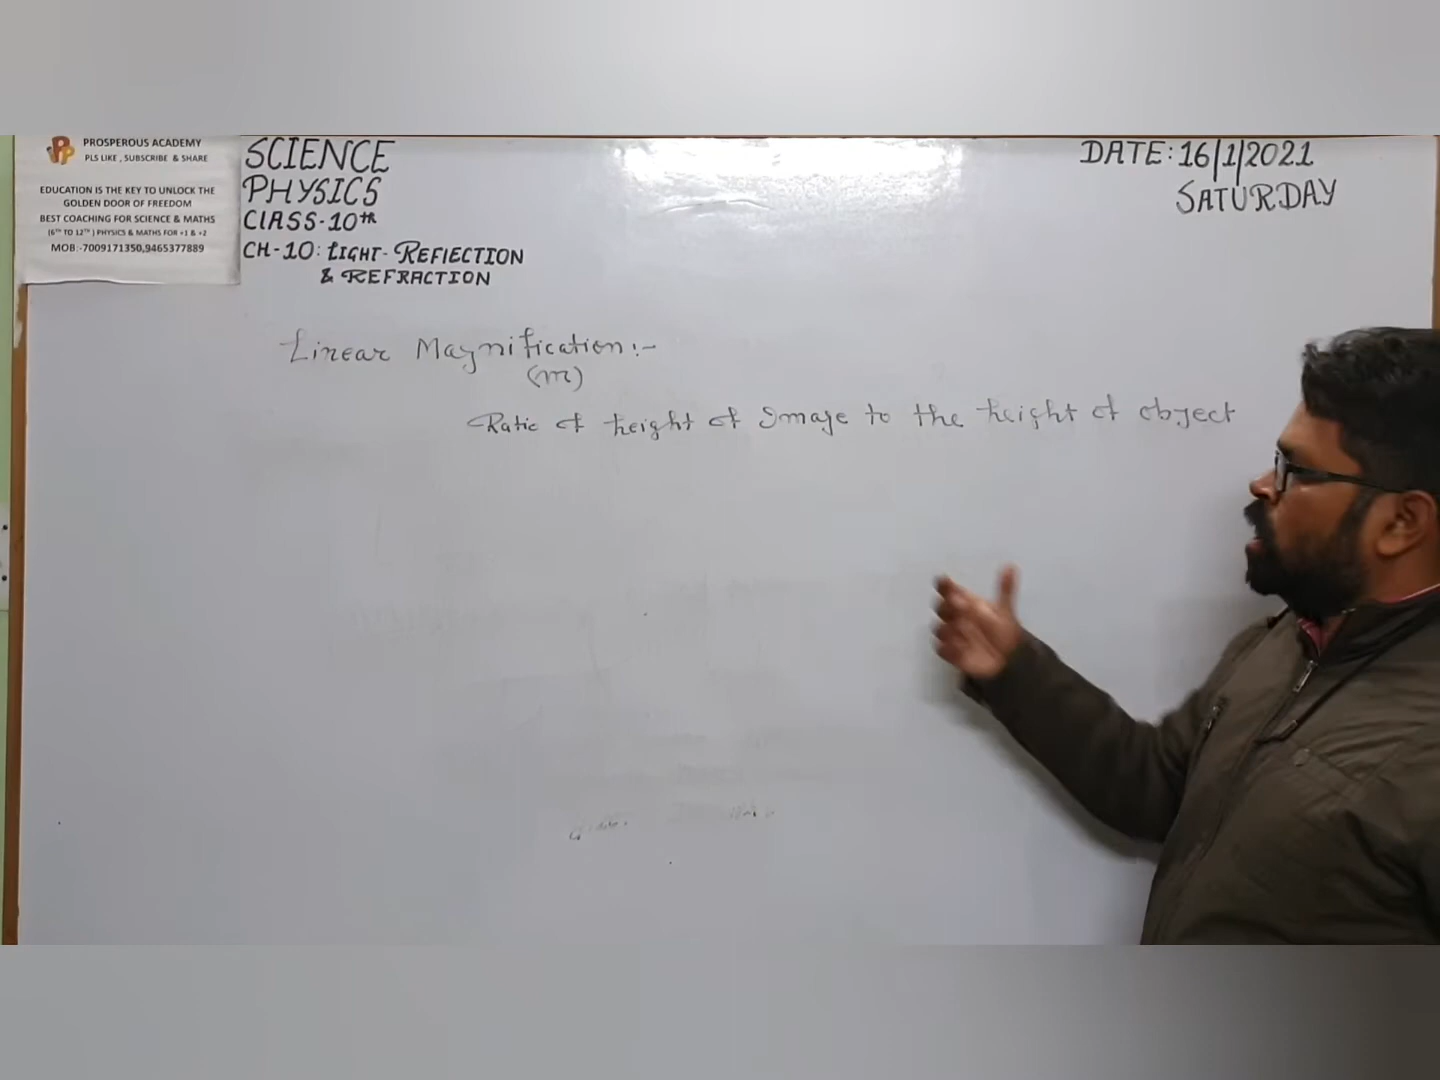 PROSPEROUS ACADEMY
PLS LIKE , SUBSCRIBE & SHARE
EDUCATION IS THE KEY TO UNLOCK THE
GOLDEN DOOR OF FREEDOM
BEST COACHING FOR SCIENCE & MATHS
(6TH TO 12TH ) PHYSICS & MATHS FOR +1 & +2
MOB:-7009171350,9465377889
SCIENCE
PHYSICS
ClASS-10th
CH-10: LIGHT- REFlECTION
& REFRACTION
DATE:16/1/2021
SATURDAY
Linear Magnification:-
(m)
Ratio of height of Image to the height of object